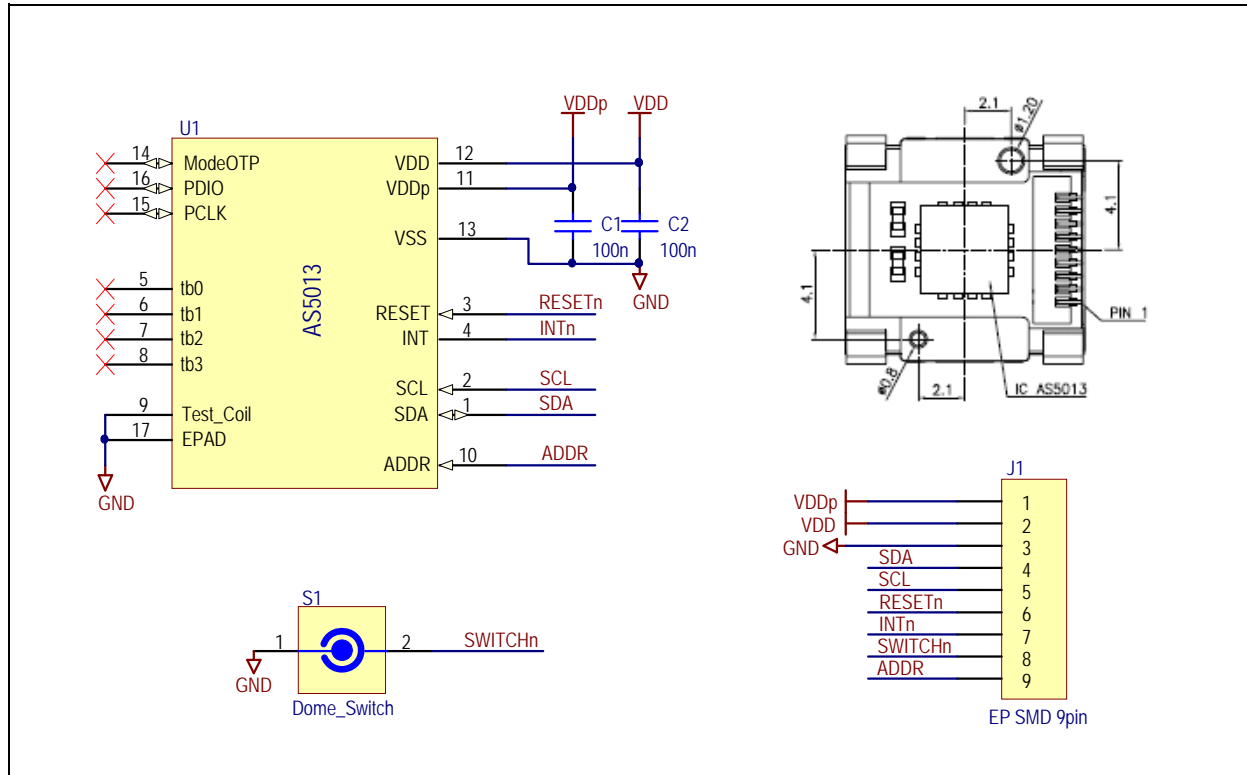 U1
14 ModeOTP
16 PDIO
15 PCLK
5 tb0
6 tb1
7 tb2
8 tb3
9 Test_Coil
17 EPAD
GND
AS5013
VDD 12
VDDp 11
VSS 13
RESET 3 RESETn
INT 4 INTn
SCL 2 SCL
SDA 1 SDA
ADDR 10 ADDR
VDDp VDD
C1 C2
100n 100n
GND
2.1
ø1.20
4.1
4.1
PIN 1
ø0.8
2.1
IC AS5013
S1
1 2 SWITCHn
GND
Dome_Switch
J1
VDDp 1
VDD 2
GND 3
SDA 4
SCL 5
RESETn 6
INTn 7
SWITCHn 8
ADDR 9
EP SMD 9pin